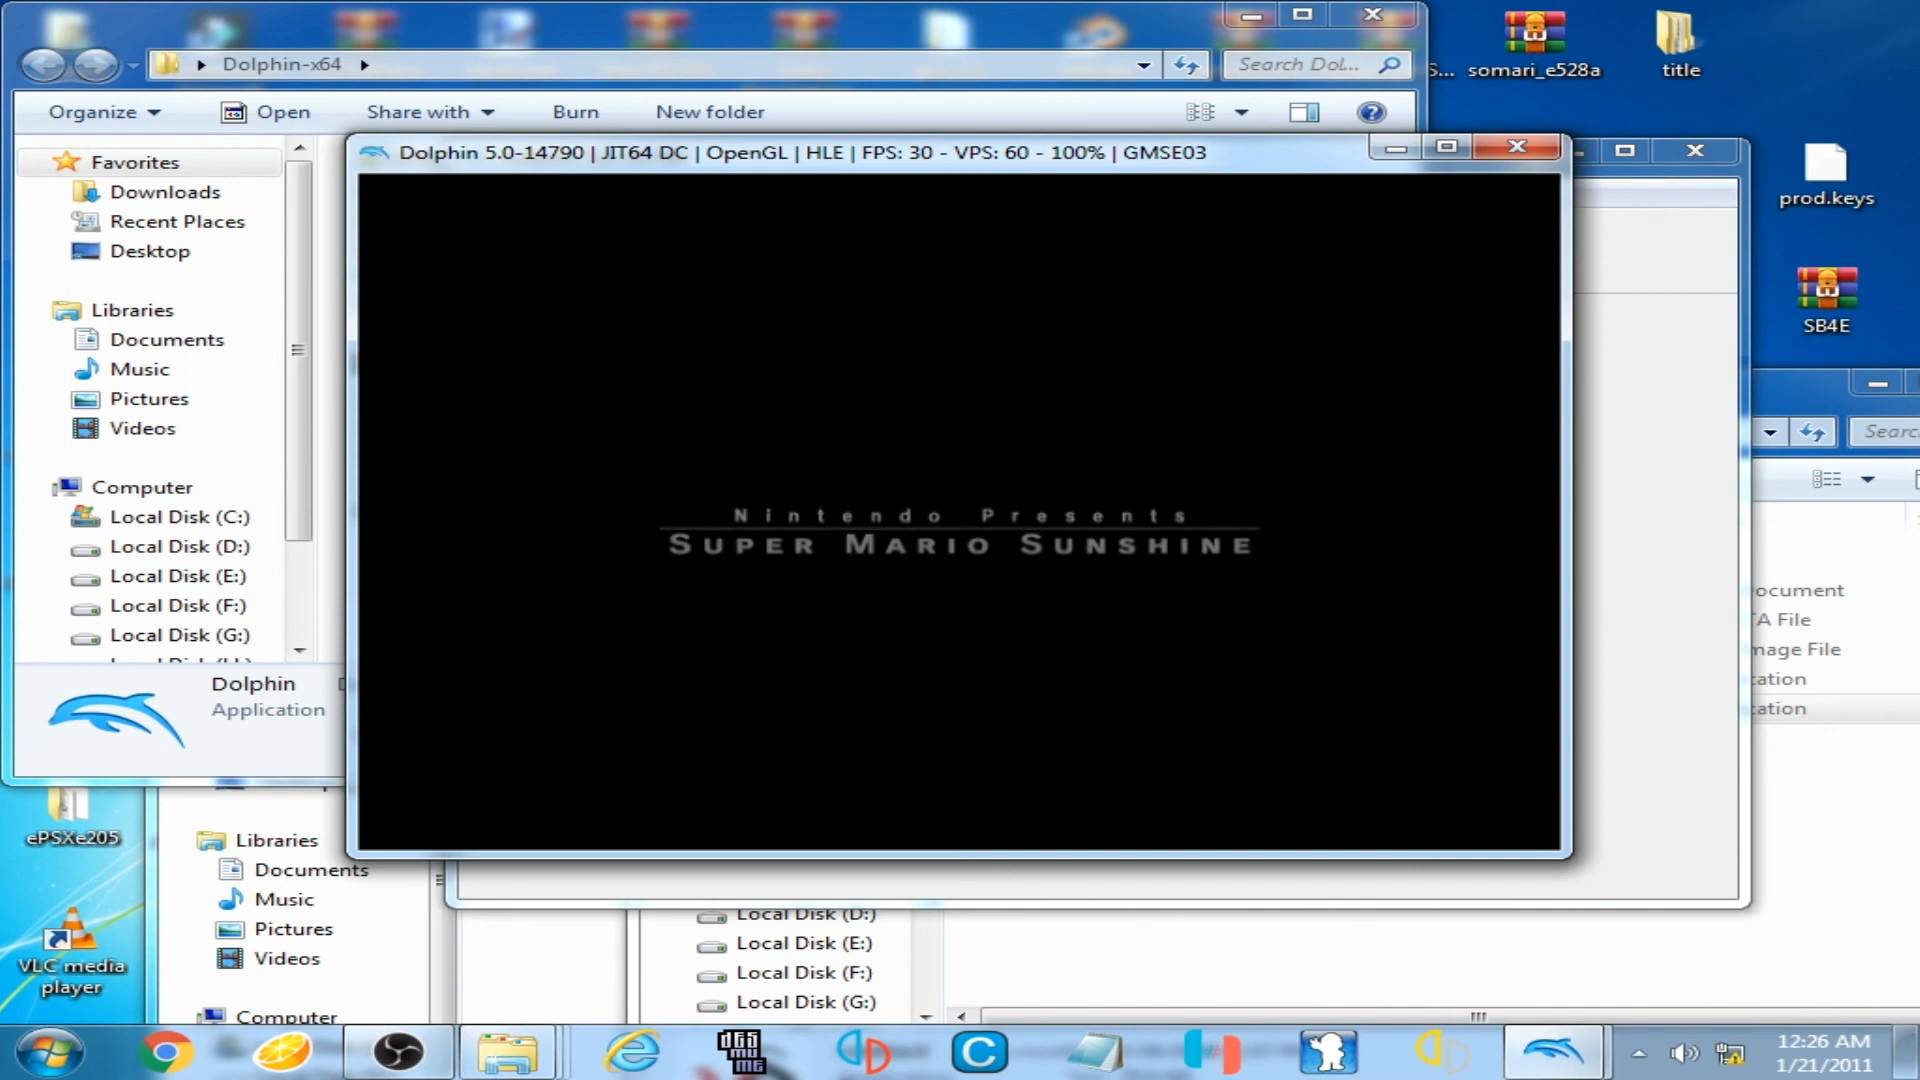 Dolphin-x64
Search Dol...
Organize
Open
Share with
Burn
New folder
Favorites
Downloads
Recent Places
Desktop
Libraries
Documents
Music
Pictures
Videos
Computer
Local Disk (C:)
Local Disk (D:)
Local Disk (E:)
Local Disk (F:)
Local Disk (G:)
Dolphin
Application
Dolphin 5.0-14790 | JIT64 DC | OpenGL | HLE | FPS: 30 - VPS: 60 - 100% | GMSE03
Nintendo Presents
SUPER MARIO SUNSHINE
S...
somari_e528a
title
prod.keys
SB4E
Searc
ocument
TA File
mage File
cation
cation
ePSXe205
VLC media
player
Libraries
Documents
Music
Pictures
Videos
Computer
Local Disk (D:)
Local Disk (E:)
Local Disk (F:)
Local Disk (G:)
12:26 AM
1/21/2011